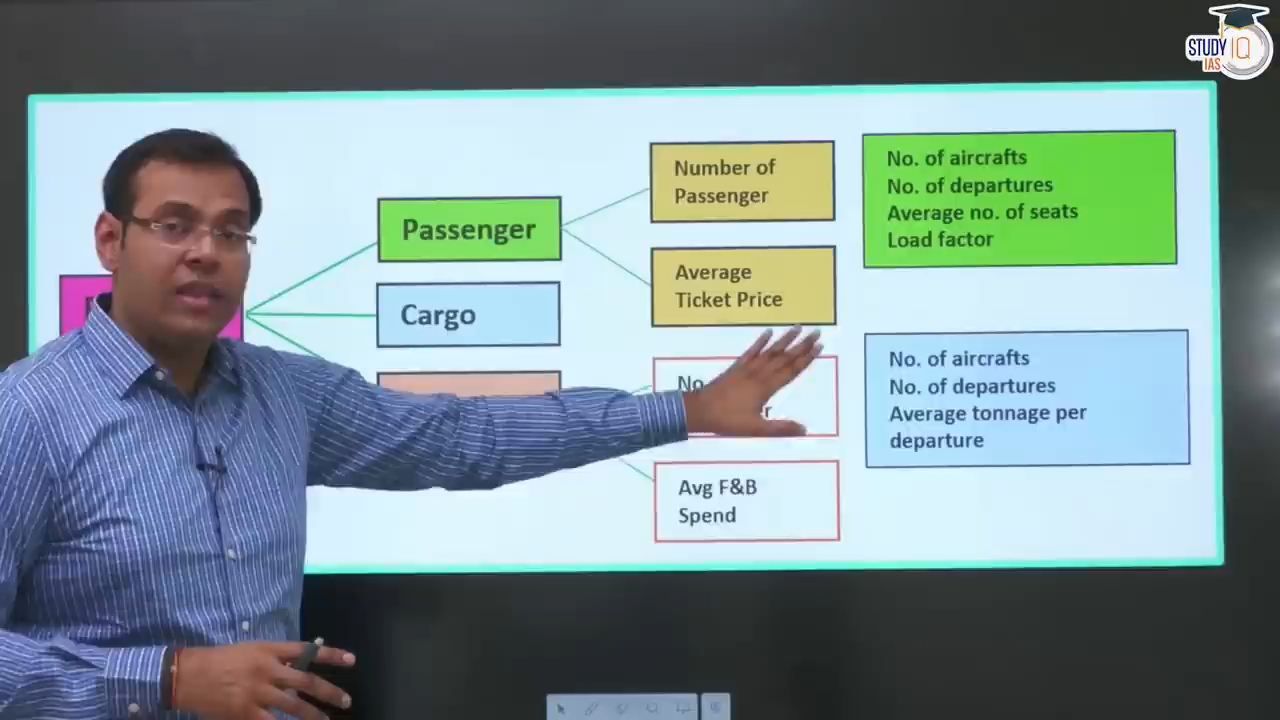 STUDY IQ
IAS
Passenger
Cargo
Number of
Passenger
Average
Ticket Price
No
r
Avg F&B
Spend
No. of aircrafts
No. of departures
Average no. of seats
Load factor
No. of aircrafts
No. of departures
Average tonnage per
departure